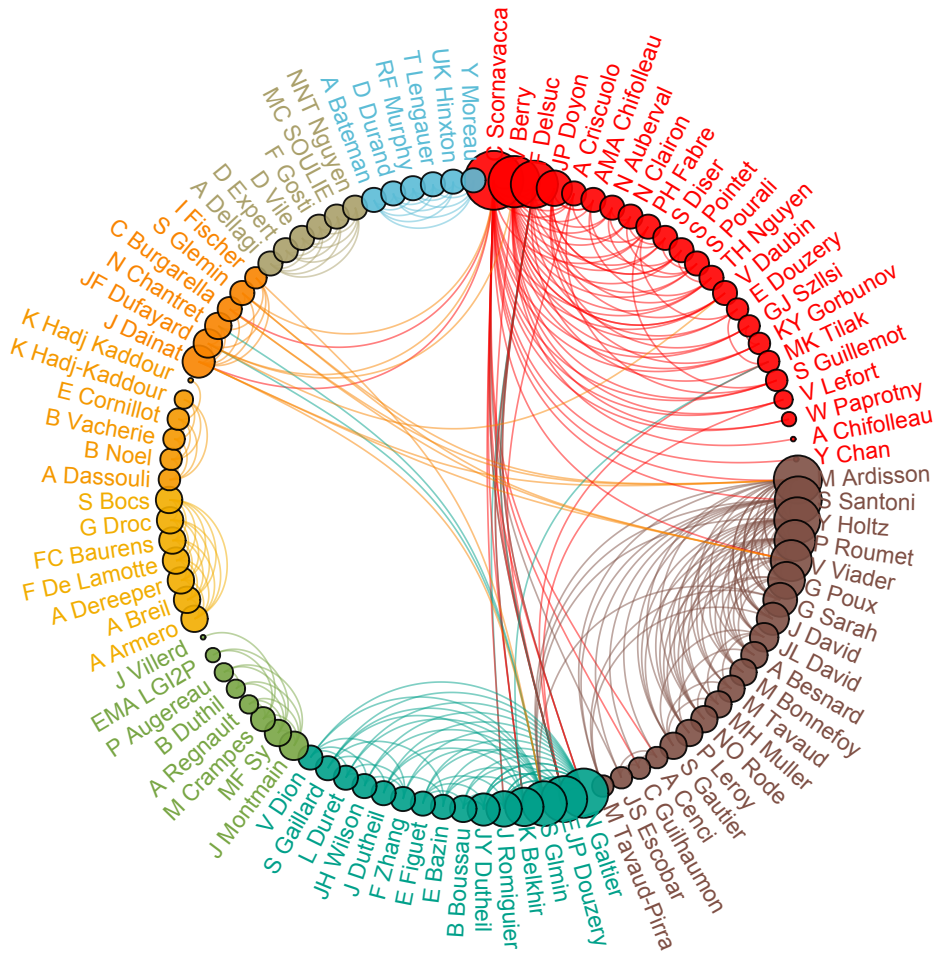 Scornavacca
Berry
F Delsuc
JP Doyon
A Criscuolo
AMA Chifolleau
N Auberval
N Clairon
PH Fabre
S Diser
S Pointet
S Pourali
TH Nguyen
V Daubin
E Douzery
GJ Szllsi
KY Gorbunov
MK Tilak
S Guillemot
V Lefort
W Paprotny
A Chifolleau
Y Chan
M Ardisson
S Santoni
Y Holtz
P Roumet
V Viader
G Poux
G Sarah
J David
JL David
A Besnard
M Bonnefoy
M Tavaud
MH Muller
NO Rode
P Leroy
S Gautier
A Cenci
C Guilhaumon
JS Escobar
M Tavaud-Pirra
N Galtier
EJP Douzery
S Glmin
K Belkhir
J Romiguier
JY Dutheil
B Boussau
E Bazin
E Figuet
F Zhang
J Dutheil
JH Wilson
L Duret
S Gaillard
V Dion
J Montmain
MF Sy
M Crampes
A Regnault
B Duthil
P Augereau
EMA LGI2P
J Villerd
A Armero
A Breil
A Dereeper
F De Lamotte
FC Baurens
G Droc
S Bocs
A Dassouli
B Noel
B Vacherie
E Cornillot
K Hadj-Kaddour
K Hadj Kaddour
J Dainat
JF Dufayard
N Chantret
C Burgarella
S Glemin
I Fischer
A Dellagi
D Expert
D Vile
F Gosti
MC SOULIE
NNT Nguyen
A Bateman
D Durand
RF Murphy
T Lengauer
UK Hinxton
Y Moreau